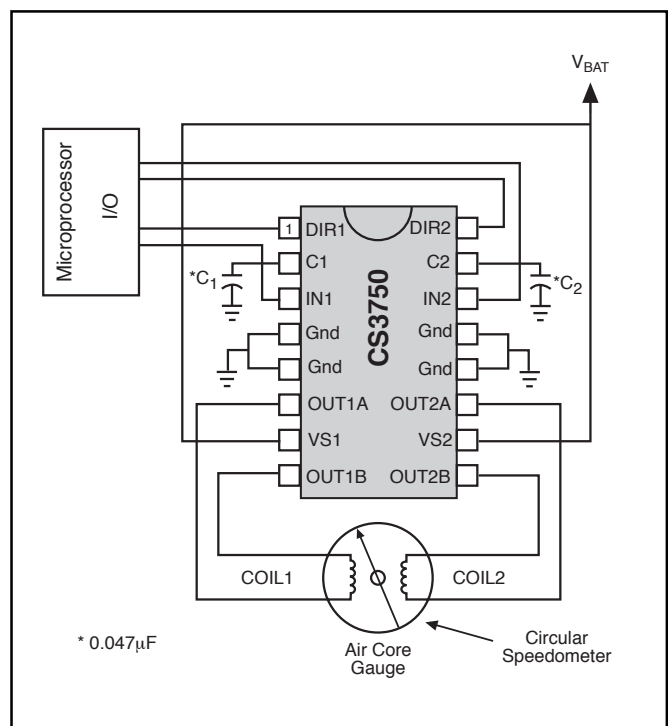 VBAT
Microprocessor
I/O
1
DIR1
DIR2
*C1
C1
C2
*C2
IN1
IN2
Gnd
Gnd
Gnd
Gnd
CS3750
OUT1A
OUT2A
VS1
VS2
OUT1B
OUT2B
COIL1
COIL2
* 0.047μF
Air Core
Gauge
Circular
Speedometer